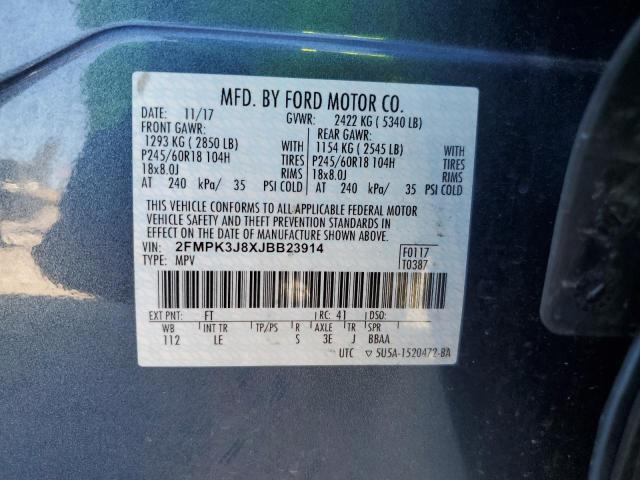 MFD. BY FORD MOTOR CO.
DATE: 11/17 GVWR: 2422 KG ( 5340 LB)
FRONT GAWR: REAR GAWR:
1293 KG ( 2850 LB) WITH 1154 KG ( 2545 LB) WITH
P245/60R18 104H TIRES P245/60R18 104H TIRES
18x8.0J RIMS 18x8.0J RIMS
AT 240 kPa/ 35 PSI COLD AT 240 kPa/ 35 PSI COLD
THIS VEHICLE CONFORMS TO ALL APPLICABLE FEDERAL MOTOR
VEHICLE SAFETY AND THEFT PREVENTION STANDARDS IN
EFFECT ON THE DATE OF MANUFACTURE SHOWN ABOVE.
VIN: 2FMPK3J8XJBB23914 F0117
TYPE: MPV T0387
EXT PNT: FT RC: 41 DSO:
WB INT TR TP/PS R AXLE TR SPR
112 LE S 3E J BBAA
UTC 5U5A-1520472-BA